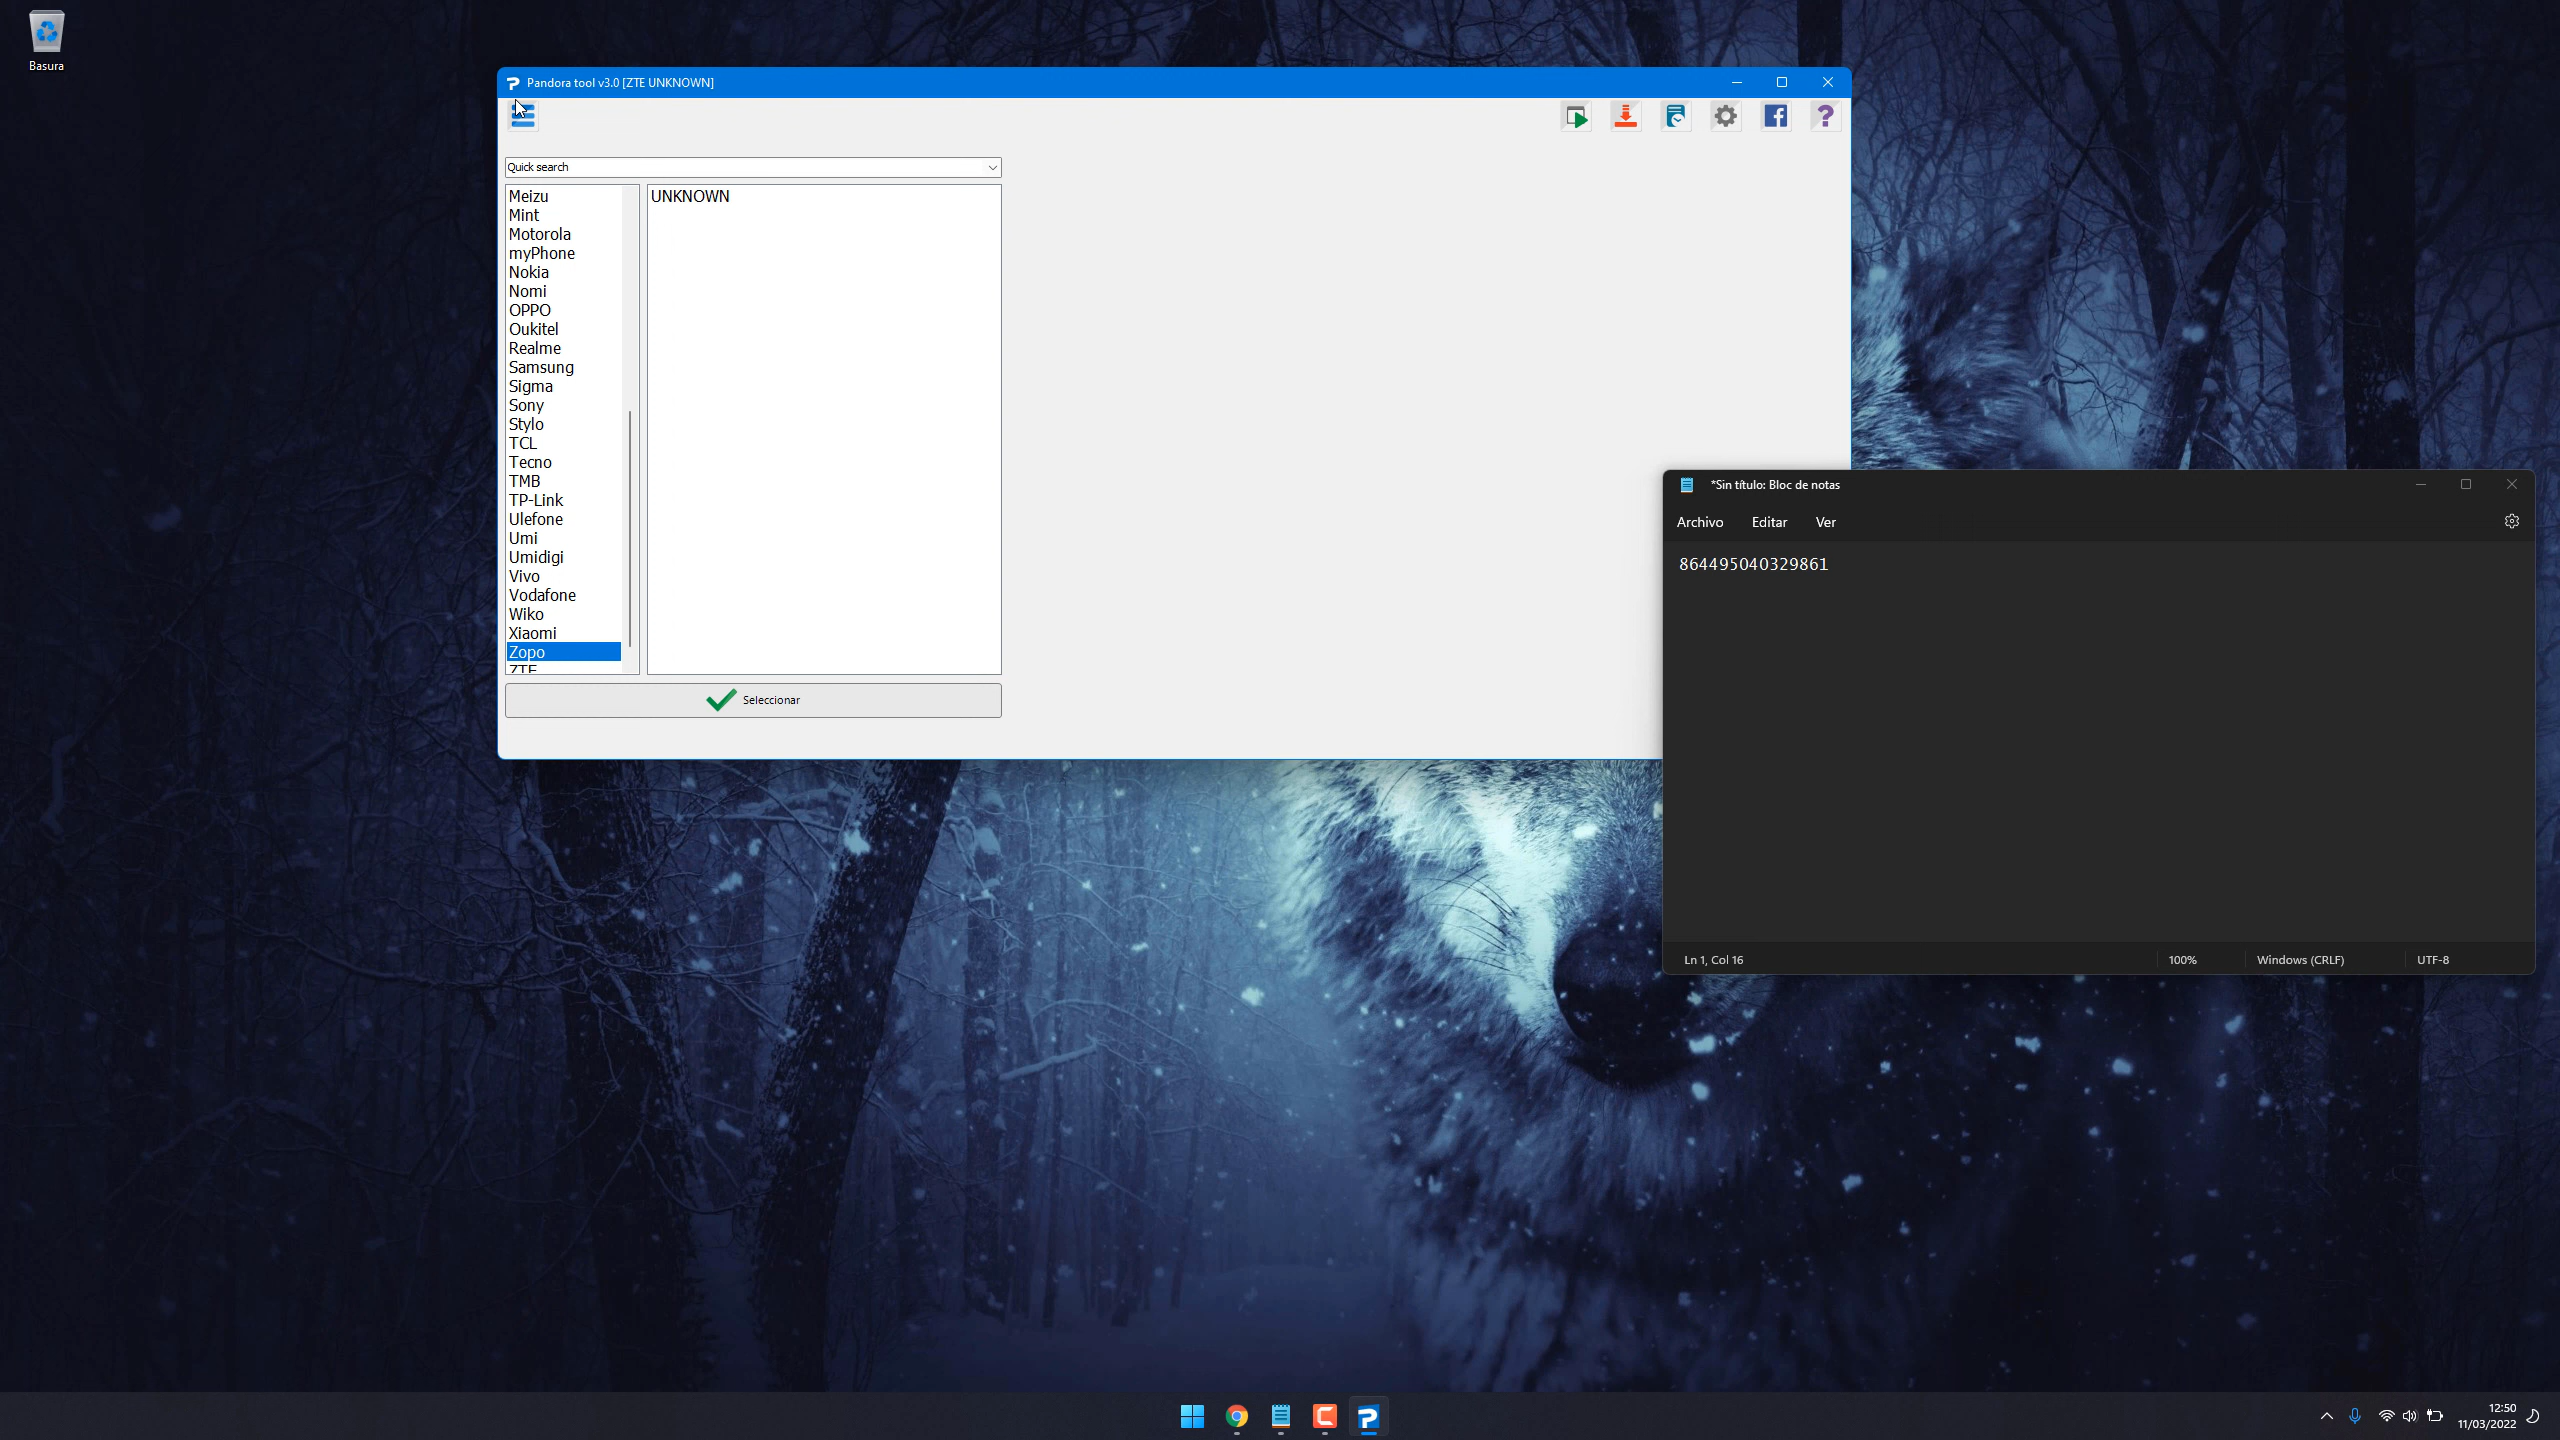 Basura
Pandora tool v3.0 [ZTE UNKNOWN]
Quick search
Meizu
Mint
Motorola
myPhone
Nokia
Nomi
OPPO
Oukitel
Realme
Samsung
Sigma
Sony
Stylo
TCL
Tecno
TMB
TP-Link
Ulefone
Umi
Umidigi
Vivo
Vodafone
Wiko
Xiaomi
Zopo
ZTE
UNKNOWN
Seleccionar
*Sin título: Bloc de notas
Archivo Editar Ver
864495040329861
Ln 1, Col 16 100% Windows (CRLF) UTF-8
12:50
11/03/2022